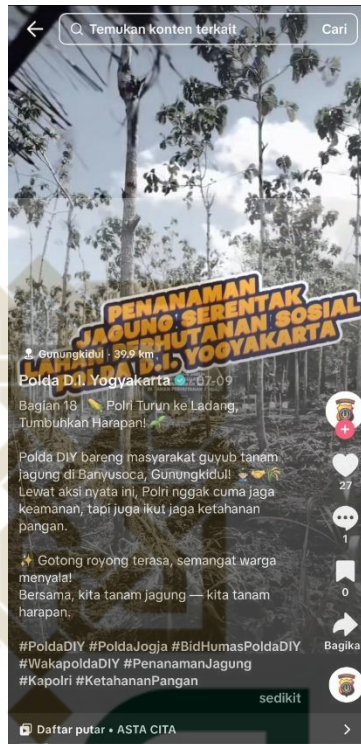 Temukan konten terkait
Cari
PENANAMAN
JAGUNG SERENTAK
LAHAN PERHUTANAN SOSIAL
POLDA D.I. YOGYAKARTA
Gunungkidul · 39.9 km
Polda D.I. Yogyakarta · 07-09
Bagian 18 | 🌽 Polri Turun ke Ladang,
Tumbuhkan Harapan! 🌱
Polda DIY bareng masyarakat guyub tanam
jagung di Banyusoca, Gunungkidul!
Lewat aksi nyata ini, Polri nggak cuma jaga
keamanan, tapi juga ikut jaga ketahanan
pangan.
✨ Gotong royong terasa, semangat warga
menyala!
Bersama, kita tanam jagung — kita tanam
harapan.
#PoldaDIY #PoldaJogja #BidHumasPoldaDIY
#WakapoldaDIY #PenanamanJagung
#Kapolri #KetahananPangan
sedikit
27
1
0
Bagika
Daftar putar • ASTA CITA